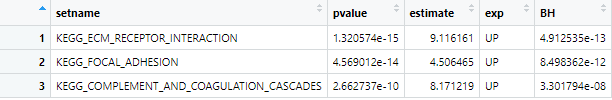 setname pvalue estimate exp BH
1 KEGG_ECM_RECEPTOR_INTERACTION 1.320574e-15 9.116161 UP 4.912535e-13
2 KEGG_FOCAL_ADHESION 4.569012e-14 4.506465 UP 8.498362e-12
3 KEGG_COMPLEMENT_AND_COAGULATION_CASCADES 2.662737e-10 8.171219 UP 3.301794e-08